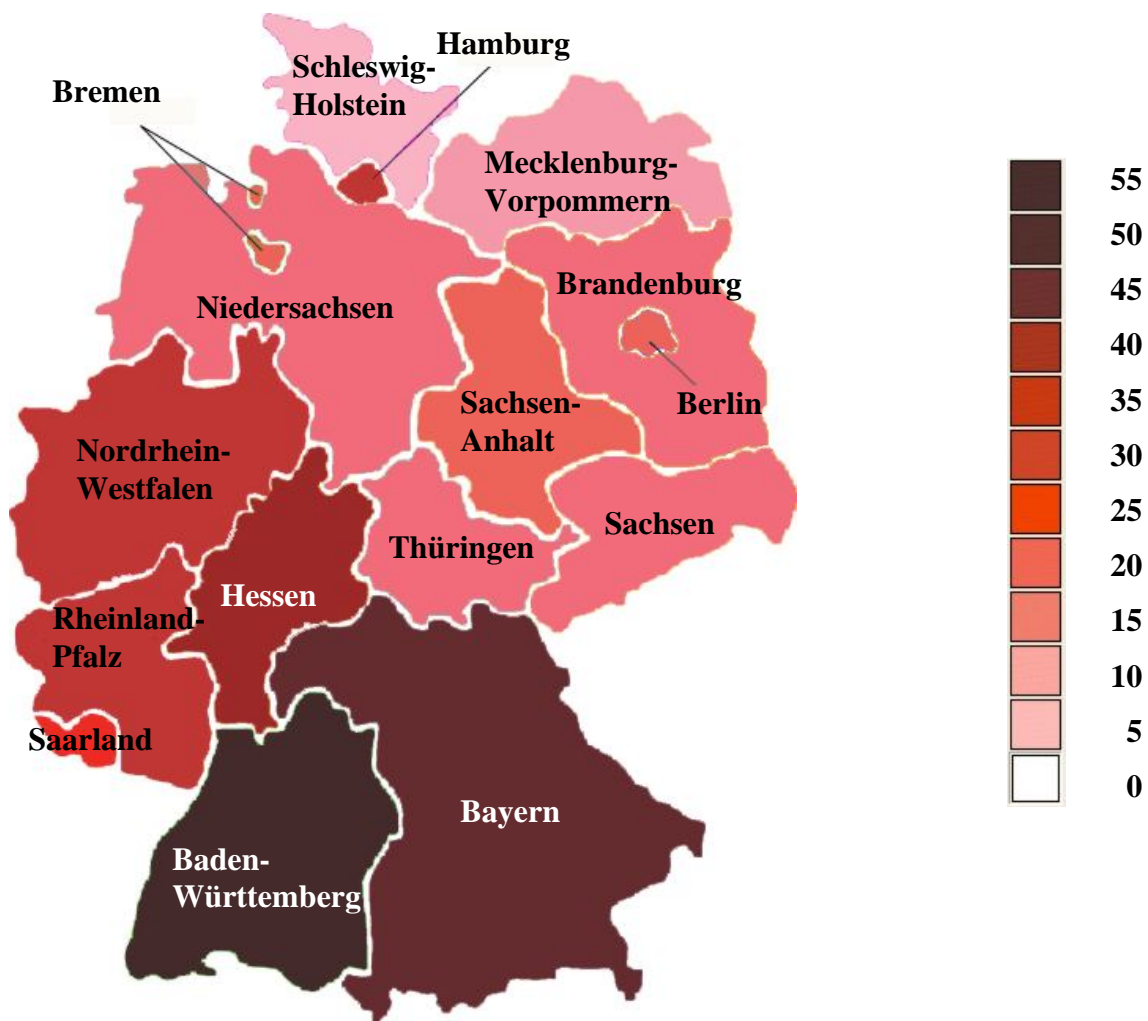 Hamburg
Schleswig-
Holstein
Bremen
Mecklenburg-
Vorpommern
Brandenburg
Niedersachsen
Berlin
Sachsen-
Anhalt
Nordrhein-
Westfalen
Sachsen
Thüringen
Hessen
Rheinland-
Pfalz
Saarland
Bayern
Baden-
Württemberg
55
50
45
40
35
30
25
20
15
10
5
0